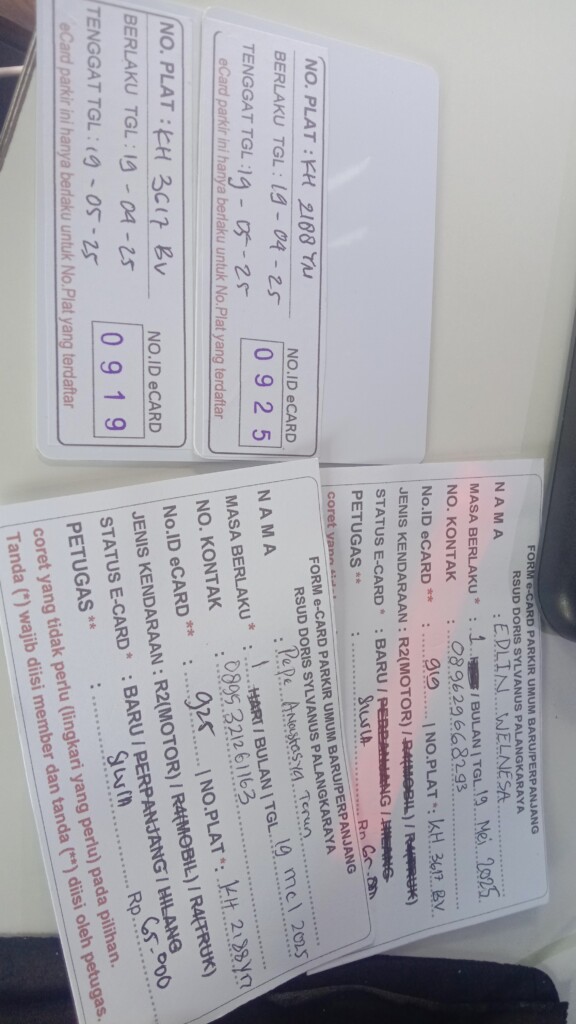 NO. PLAT : KH 3617 BV
BERLAKU TGL : 19 - 04 - 25
TENGGAT TGL : 19 - 05 - 25
NO.ID eCARD
0919
eCard parkir ini hanya berlaku untuk No.Plat yang terdaftar
NO. PLAT : KH 2188 YN
BERLAKU TGL : 19 - 04 - 25
TENGGAT TGL : 19 - 05 - 25
NO.ID eCARD
0925
eCard parkir ini hanya berlaku untuk No.Plat yang terdaftar
FORM e-CARD PARKIR UMUM BARU/PERPANJANG
RSUD DORIS SYLVANUS PALANGKARAYA
NAMA : Pepe Anastasia Terun
MASA BERLAKU * : 1 HARI / BULAN | TGL 19 mei 2025
NO. KONTAK : 0895321261163
No.ID eCARD ** : 925 | NO.PLAT * : KH 2188 YN
JENIS KENDARAAN : R2(MOTOR) / R4(MOBIL) / R4(TRUK)
STATUS E-CARD * : BARU / PERPANJANG / HILANG
PETUGAS ** : Rp 65.000
coret yang tidak perlu (lingkari yang perlu) pada pilihan.
Tanda (*) wajib diisi member dan tanda (**) diisi oleh petugas.
FORM e-CARD PARKIR UMUM BARU/PERPANJANG
RSUD DORIS SYLVANUS PALANGKARAYA
NAMA : EDLIN WELNESA
MASA BERLAKU * : 1 / BULAN | TGL 19 Mei 2025
NO. KONTAK : 089629668293
No.ID eCARD ** : 919 | NO.PLAT * : KH 3617 BV
JENIS KENDARAAN : R2(MOTOR) / R4(MOBIL) / R4(TRUK)
STATUS E-CARD * : BARU / PERPANJANG / HILANG
PETUGAS ** : Rp 65.000
coret yang